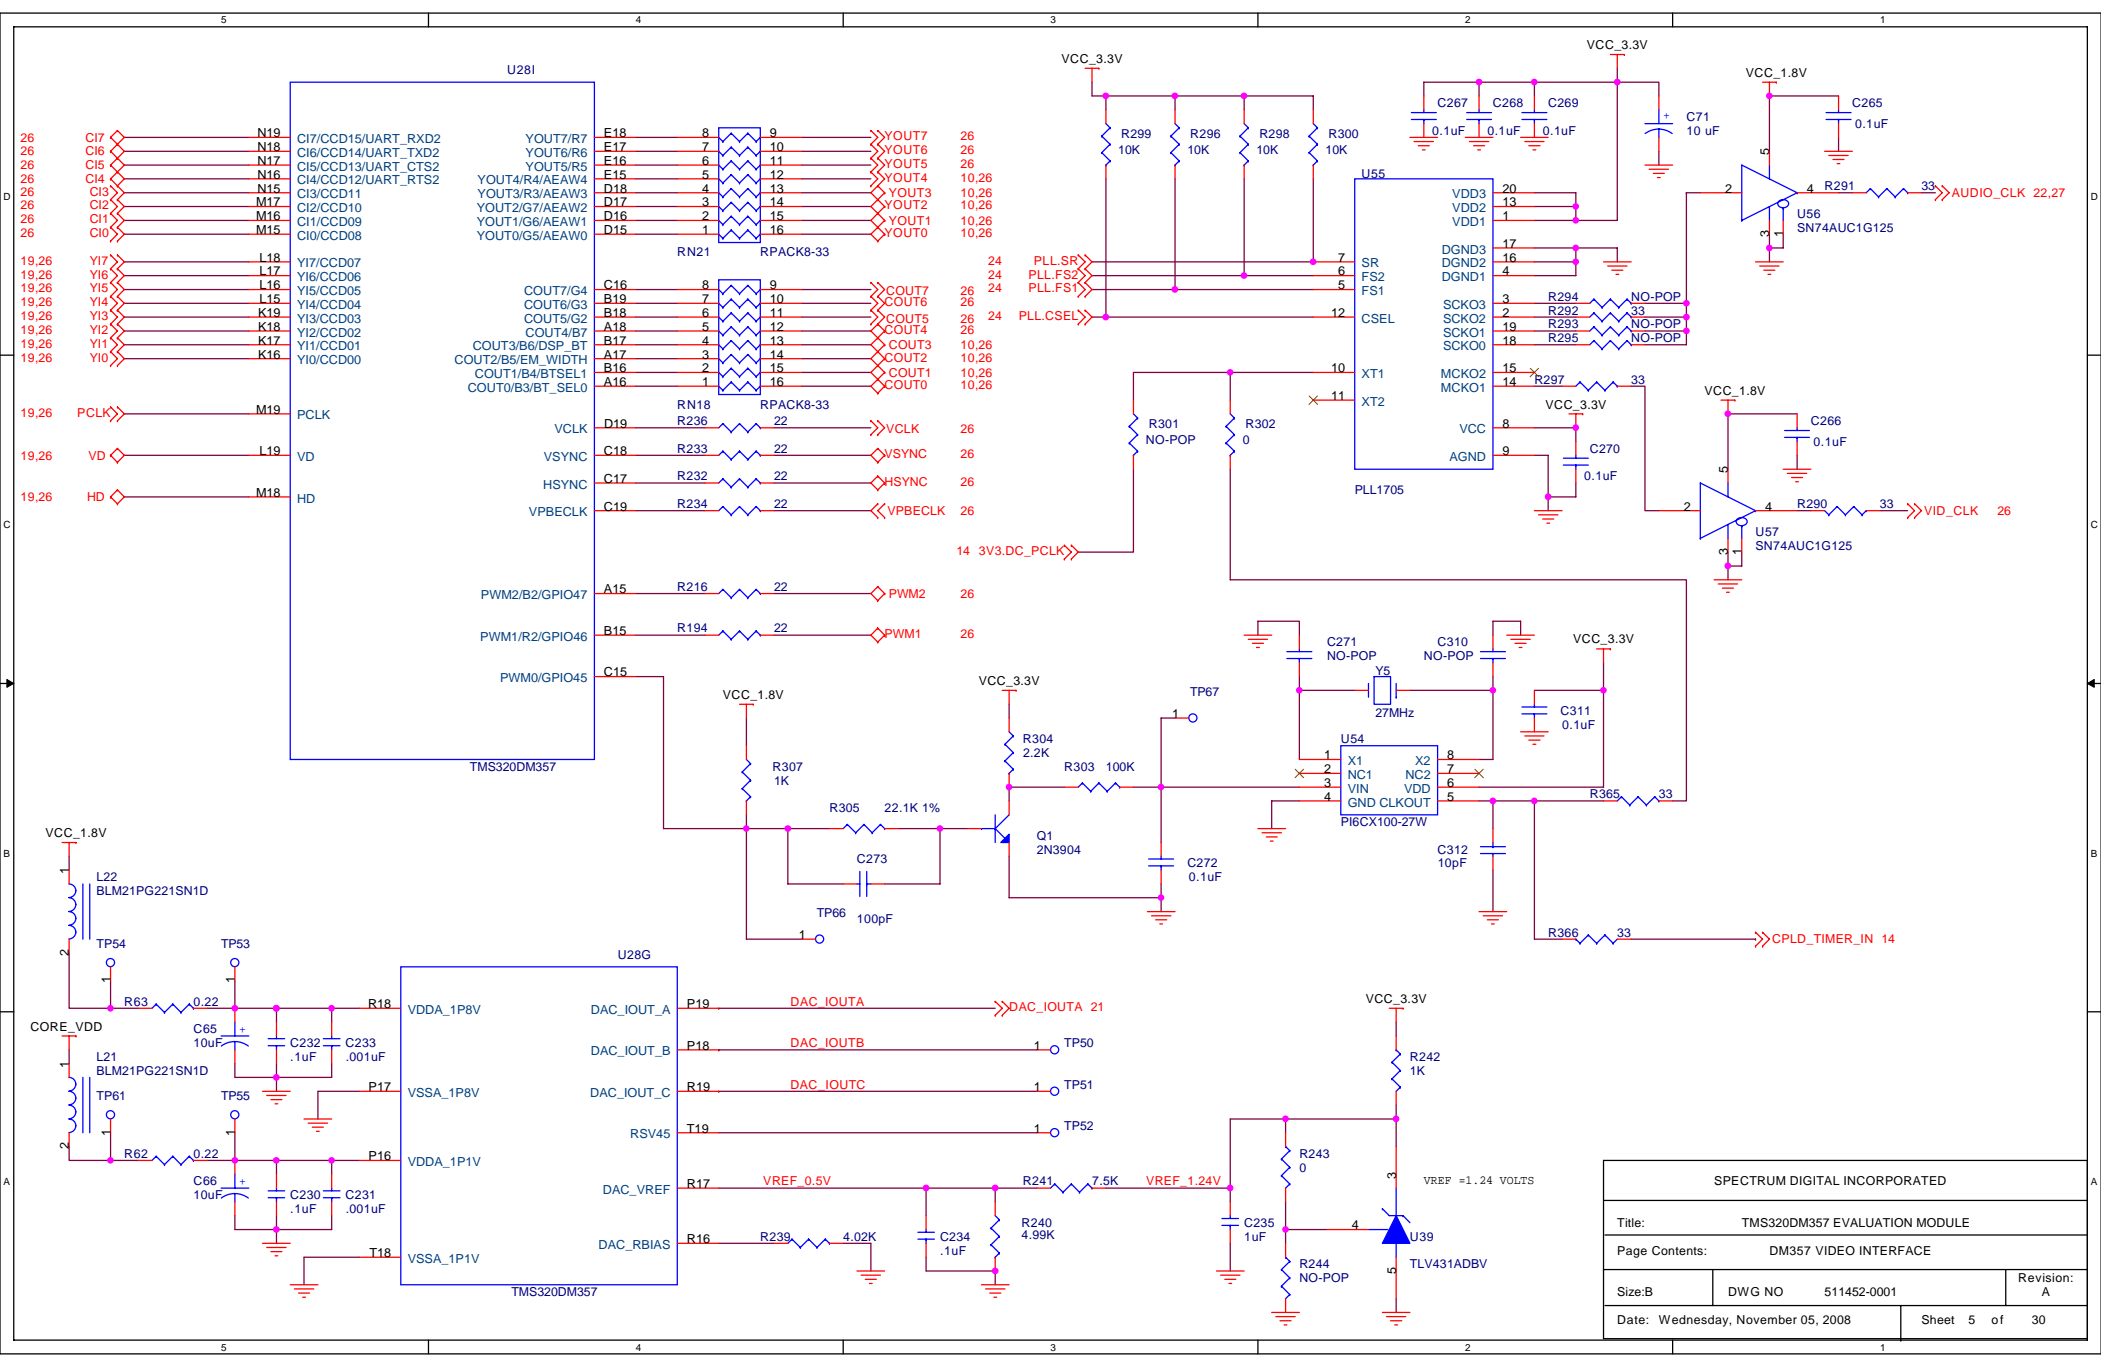 5 4 3 2 1
U28I
26 CI7 N19 CI7/CCD15/UART_RXD2 YOUT7/R7 E18 8 9 YOUT7 26
26 CI6 N18 CI6/CCD14/UART_TXD2 YOUT6/R6 E17 7 10 YOUT6 26
26 CI5 N17 CI5/CCD13/UART_CTS2 YOUT5/R5 E16 6 11 YOUT5 26
26 CI4 N16 CI4/CCD12/UART_RTS2 YOUT4/R4/AEAW4 E15 5 12 YOUT4 10,26
26 CI3 N15 CI3/CCD11 YOUT3/R3/AEAW3 D18 4 13 YOUT3 10,26
26 CI2 M17 CI2/CCD10 YOUT2/G7/AEAW2 D17 3 14 YOUT2 10,26
26 CI1 M16 CI1/CCD09 YOUT1/G6/AEAW1 D16 2 15 YOUT1 10,26
26 CI0 M15 CI0/CCD08 YOUT0/G5/AEAW0 D15 1 16 YOUT0 10,26
RN21 RPACK8-33
19,26 YI7 L18 YI7/CCD07
19,26 YI6 L17 YI6/CCD06
19,26 YI5 L16 YI5/CCD05 COUT7/G4 C16 8 9 COUT7 26
19,26 YI4 L15 YI4/CCD04 COUT6/G3 B19 7 10 COUT6 26
19,26 YI3 K19 YI3/CCD03 COUT5/G2 B18 6 11 COUT5 26
19,26 YI2 K18 YI2/CCD02 COUT4/B7 A18 5 12 COUT4 26
19,26 YI1 K17 YI1/CCD01 COUT3/B6/DSP_BT B17 4 13 COUT3 10,26
19,26 YI0 K16 YI0/CCD00 COUT2/B5/EM_WIDTH A17 3 14 COUT2 10,26
COUT1/B4/BTSEL1 B16 2 15 COUT1 10,26
COUT0/B3/BT_SEL0 A16 1 16 COUT0 10,26
RN18 RPACK8-33
19,26 PCLK M19 PCLK
VCLK D19 R236 22 VCLK 26
19,26 VD L19 VD VSYNC C18 R233 22 VSYNC 26
HSYNC C17 R232 22 HSYNC 26
19,26 HD M18 HD
VPBECLK C19 R234 22 VPBECLK 26
PWM2/B2/GPIO47 A15 R216 22 PWM2 26
PWM1/R2/GPIO46 B15 R194 22 PWM1 26
PWM0/GPIO45 C15
TMS320DM357
VCC_3.3V
R299 10K
R296 10K
R298 10K
R300 10K
24 PLL.SR
24 PLL.FS2
24 PLL.FS1
24 PLL.CSEL
U55
7 SR
6 FS2
5 FS1
12 CSEL
10 XT1
11 XT2
VDD3 20
VDD2 13
VDD1 1
DGND3 17
DGND2 16
DGND1 4
SCKO3 3 R294 NO-POP
SCKO2 2 R292 33
SCKO1 19 R293 NO-POP
SCKO0 18 R295 NO-POP
MCKO2 15
MCKO1 14 R297 33
VCC 8
AGND 9
PLL1705
VCC_3.3V
C270
0.1uF
VCC_3.3V
C267 0.1uF
C268 0.1uF
C269 0.1uF
C71
+
10 uF
VCC_1.8V
C265
0.1uF
5
2 4 R291 33 AUDIO_CLK 22,27
3 1
U56
SN74AUC1G125
VCC_1.8V
C266
0.1uF
5
2 4 R290 33 VID_CLK 26
3 1
U57
SN74AUC1G125
R301
NO-POP
R302
0
14 3V3.DC_PCLK
C271
NO-POP
C310
NO-POP
Y5
27MHz
VCC_3.3V
C311
0.1uF
U54
1 X1 X2 8
2 NC1 NC2 7
3 VIN VDD 6
4 GND CLKOUT 5
PI6CX100-27W
R365 33
C312
10pF
R366 33 CPLD_TIMER_IN 14
VCC_1.8V
R307
1K
R305 22.1K 1%
C273
100pF
TP66
1
VCC_3.3V
R304
2.2K
R303 100K
TP67
1
Q1
2N3904
C272
0.1uF
VCC_1.8V
1
L22
BLM21PG221SN1D
2
TP54
1
TP53
1
R63 0.22
C65
+
10uF
C232
.1uF
C233
.001uF
CORE_VDD
1
L21
BLM21PG221SN1D
2
TP61
1
TP55
1
R62 0.22
C66
+
10uF
C230
.1uF
C231
.001uF
U28G
R18 VDDA_1P8V DAC_IOUT_A P19 DAC_IOUTA DAC_IOUTA 21
DAC_IOUT_B P18 DAC_IOUTB 1 TP50
P17 VSSA_1P8V DAC_IOUT_C R19 DAC_IOUTC 1 TP51
RSV45 T19 1 TP52
P16 VDDA_1P1V
DAC_VREF R17 VREF_0.5V R241 7.5K VREF_1.24V
T18 VSSA_1P1V DAC_RBIAS R16 R239 4.02K
TMS320DM357
C234
.1uF
R240
4.99K
C235
1uF
VCC_3.3V
R242
1K
R243
0
R244
NO-POP
VREF =1.24 VOLTS
3
4
5
U39
TLV431ADBV
SPECTRUM DIGITAL INCORPORATED
Title: TMS320DM357 EVALUATION MODULE
Page Contents: DM357 VIDEO INTERFACE
Size:B DWG NO 511452-0001 Revision: A
Date: Wednesday, November 05, 2008 Sheet 5 of 30
D D
C C
B B
A A
5 4 3 2 1